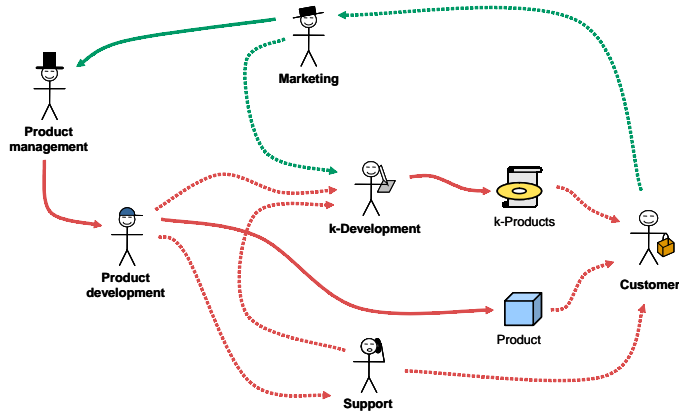 Marketing
Product
management
k-Development
k-Products
Product
development
Customer
Product
Support